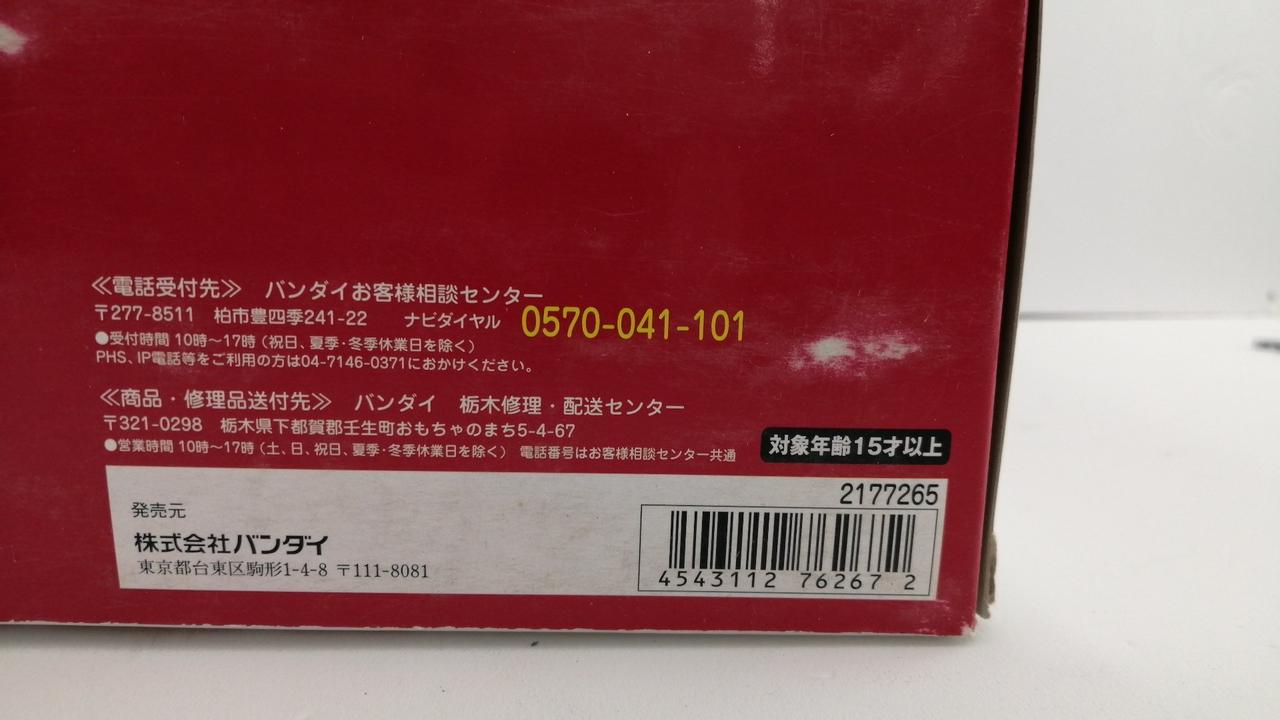 ≪電話受付先≫　バンダイお客様相談センター
〒277-8511　柏市豊四季241-22　ナビダイヤル　0570-041-101
●受付時間 10時〜17時（祝日、夏季・冬季休業日を除く）
PHS、IP電話等をご利用の方は04-7146-0371におかけください。
≪商品・修理品送付先≫　バンダイ　栃木修理・配送センター
〒321-0298　栃木県下都賀郡壬生町おもちゃのまち5-4-67
●営業時間 10時〜17時（土、日、祝日、夏季・冬季休業日を除く）　電話番号はお客様相談センター共通
対象年齢15才以上
発売元
株式会社バンダイ
東京都台東区駒形1-4-8 〒111-8081
2177265
4543112 76267 2